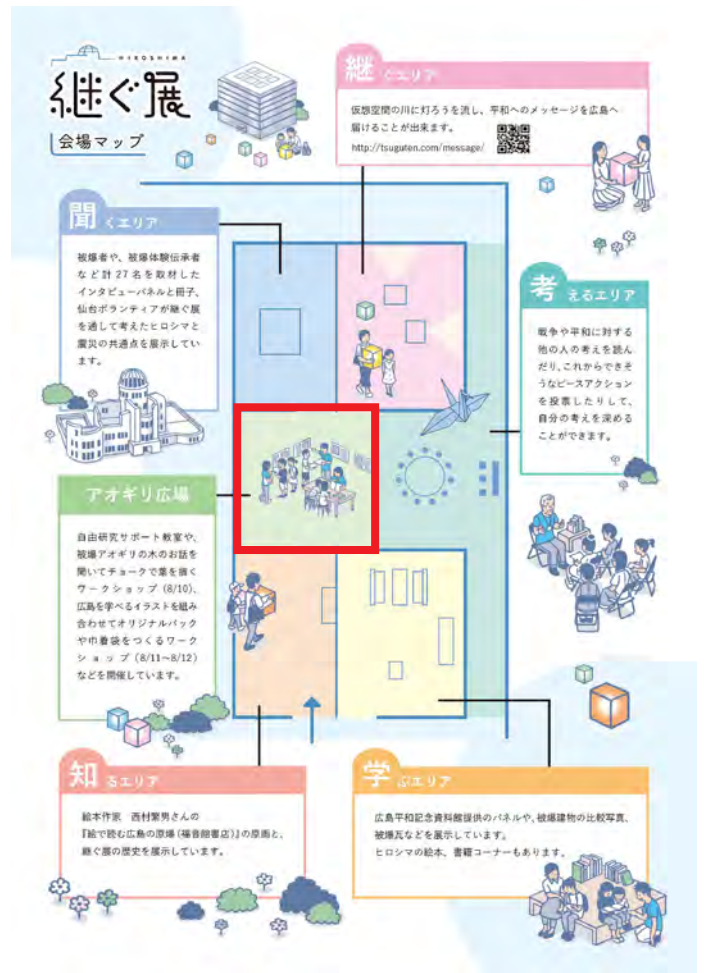 HIROSHIMA
継ぐ展
会場マップ
継ぐエリア
仮想空間の川に灯ろうを流し、平和へのメッセージを広島へ
届けることが出来ます。
http://tsuguten.com/message/
聞くエリア
被爆者や、被爆体験伝承者
など計27名を取材した
インタビューパネルと冊子、
仙台ボランティアが継ぐ展
を通して考えたヒロシマと
震災の共通点を展示してい
ます。
考えるエリア
戦争や平和に対する
他の人の考えを読ん
だり、これからできそ
うなピースアクション
を投票したりして、
自分の考えを深める
ことができます。
アオギリ広場
自由研究サポート教室や、
被爆アオギリの木のお話を
聞いてチョークで葉を描く
ワークショップ(8/10)、
広島を学べるイラストを組み
合わせてオリジナルバック
や巾着袋をつくるワーク
ショップ(8/11~8/12)
などを開催しています。
知るエリア
絵本作家 西村繁男さんの
『絵で読む広島の原爆(福音館書店)』の原画と、
継ぐ展の歴史を展示しています。
学ぶエリア
広島平和記念資料館提供のパネルや、被爆建物の比較写真、
被爆瓦などを展示しています。
ヒロシマの絵本、書籍コーナーもあります。